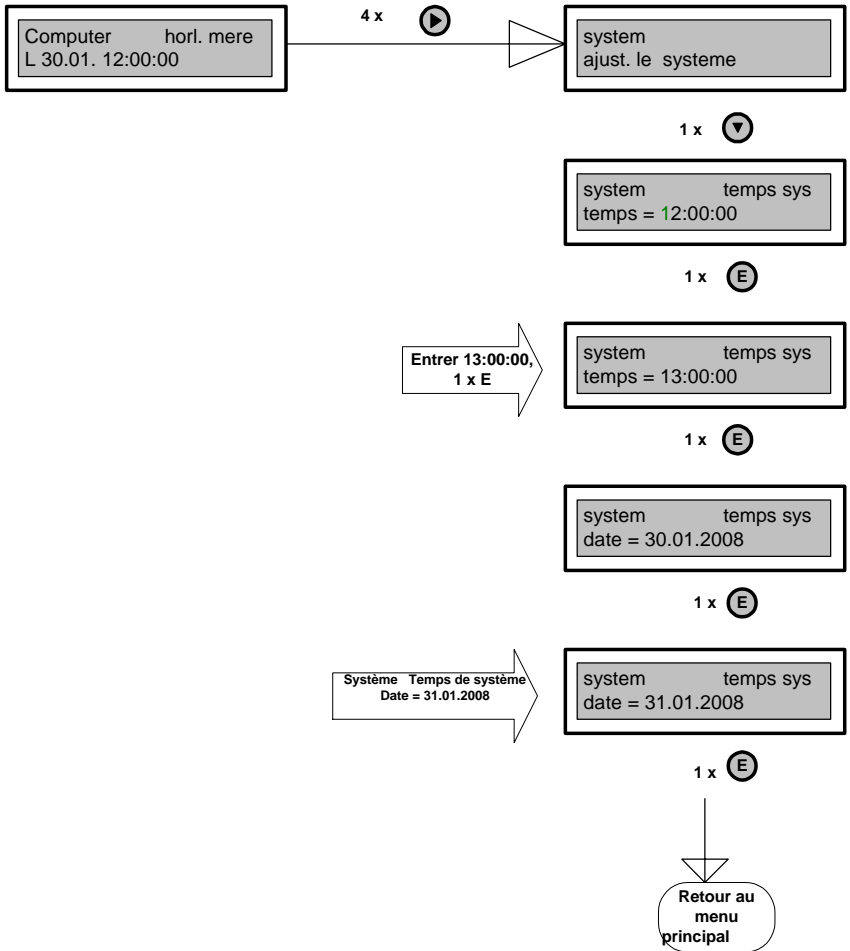 Computer horl. mere
L 30.01. 12:00:00
4 x
system
ajust. le systeme
1 x
system temps sys
temps = 12:00:00
1 x E
Entrer 13:00:00,
1 x E
system temps sys
temps = 13:00:00
1 x E
system temps sys
date = 30.01.2008
1 x E
Système Temps de système
Date = 31.01.2008
system temps sys
date = 31.01.2008
1 x E
Retour au
menu
principal